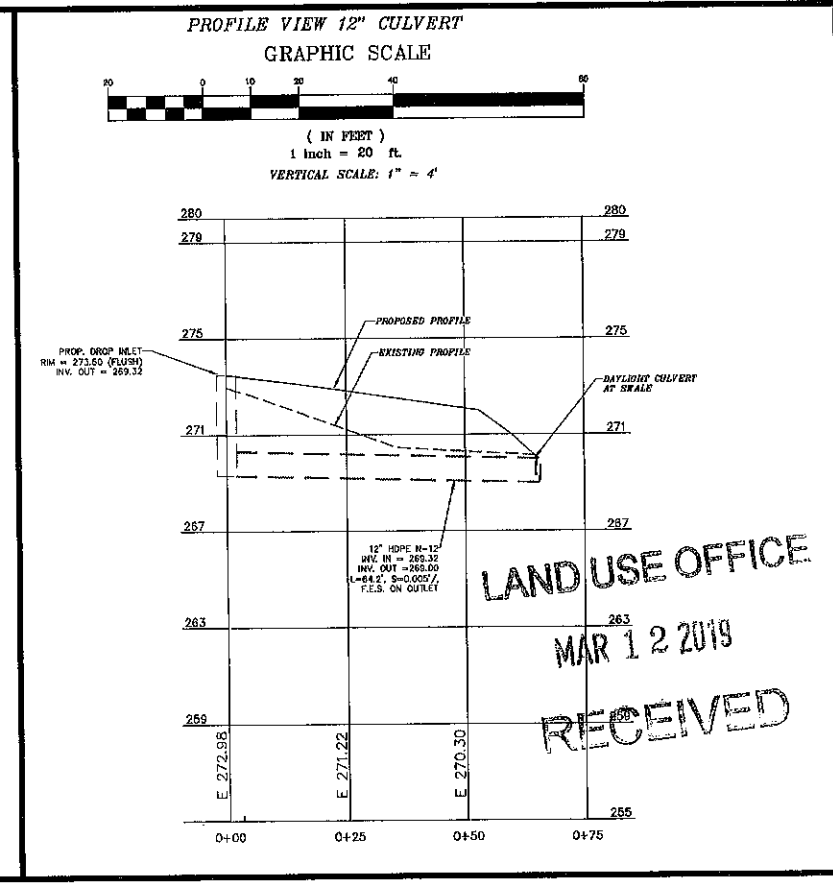 PROFILE VIEW 12" CULVERT
GRAPHIC SCALE
20 0 10 20 40 80
( IN FEET )
1 inch = 20 ft.
VERTICAL SCALE: 1" = 4'
280 280
279 279
PROPOSED PROFILE
275 275
EXISTING PROFILE
PROP. DROP INLET
RIM = 273.60 (FLUSH)
INV. OUT = 269.32
DAYLIGHT CULVERT
AT SWALE
271 271
267 267
12" HDPE N-12
INV. IN = 269.32
INV. OUT =269.00
L=64.2', S=0.005'/,
F.E.S. ON OUTLET
LAND USE OFFICE
263 263
MAR 1 2 2019
259 259
RECEIVED
E 272.98
E 271.22
E 270.30
255
0+00 0+25 0+50 0+75